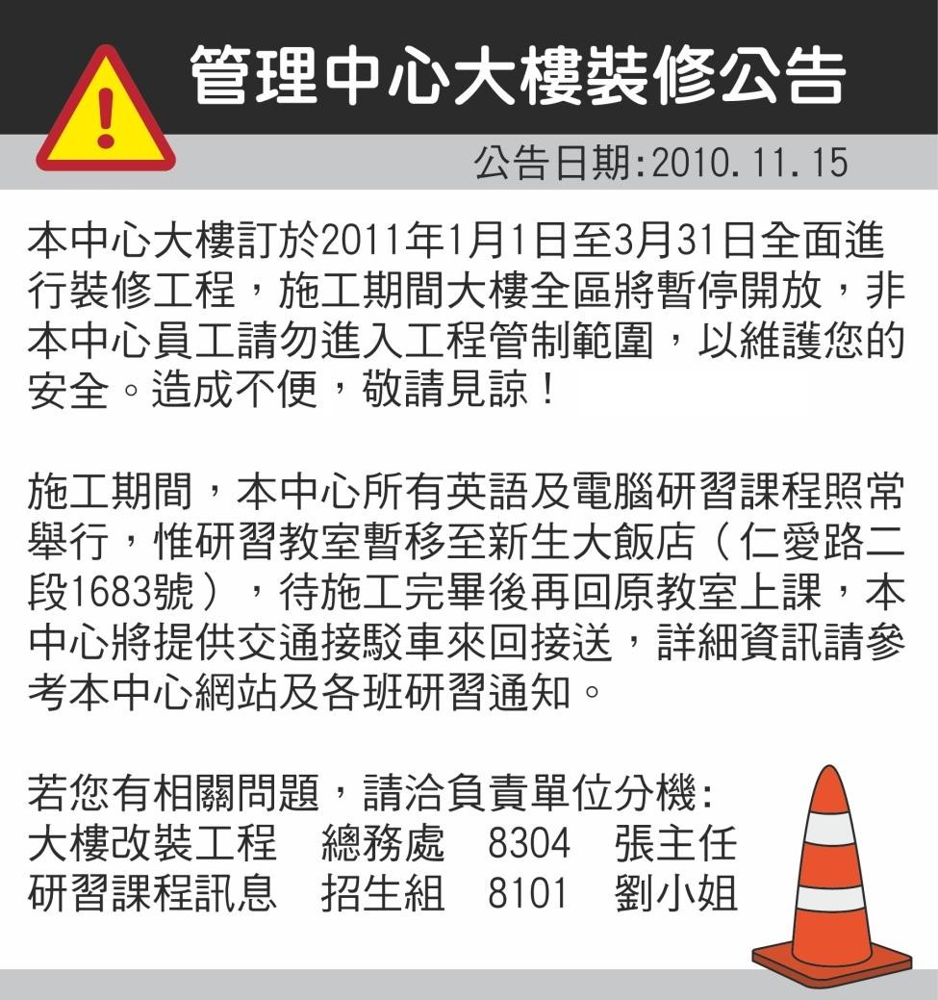 管理中心大樓裝修公告
公告日期:2010.11.15
本中心大樓訂於2011年1月1日至3月31日全面進
行裝修工程，施工期間大樓全區將暫停開放，非
本中心員工請勿進入工程管制範圍，以維護您的
安全。造成不便，敬請見諒！
施工期間，本中心所有英語及電腦研習課程照常
舉行，惟研習教室暫移至新生大飯店（仁愛路二
段1683號），待施工完畢後再回原教室上課，本
中心將提供交通接駁車來回接送，詳細資訊請參
考本中心網站及各班研習通知。
若您有相關問題，請洽負責單位分機:
大樓改裝工程　總務處　8304　張主任
研習課程訊息　招生組　8101　劉小姐